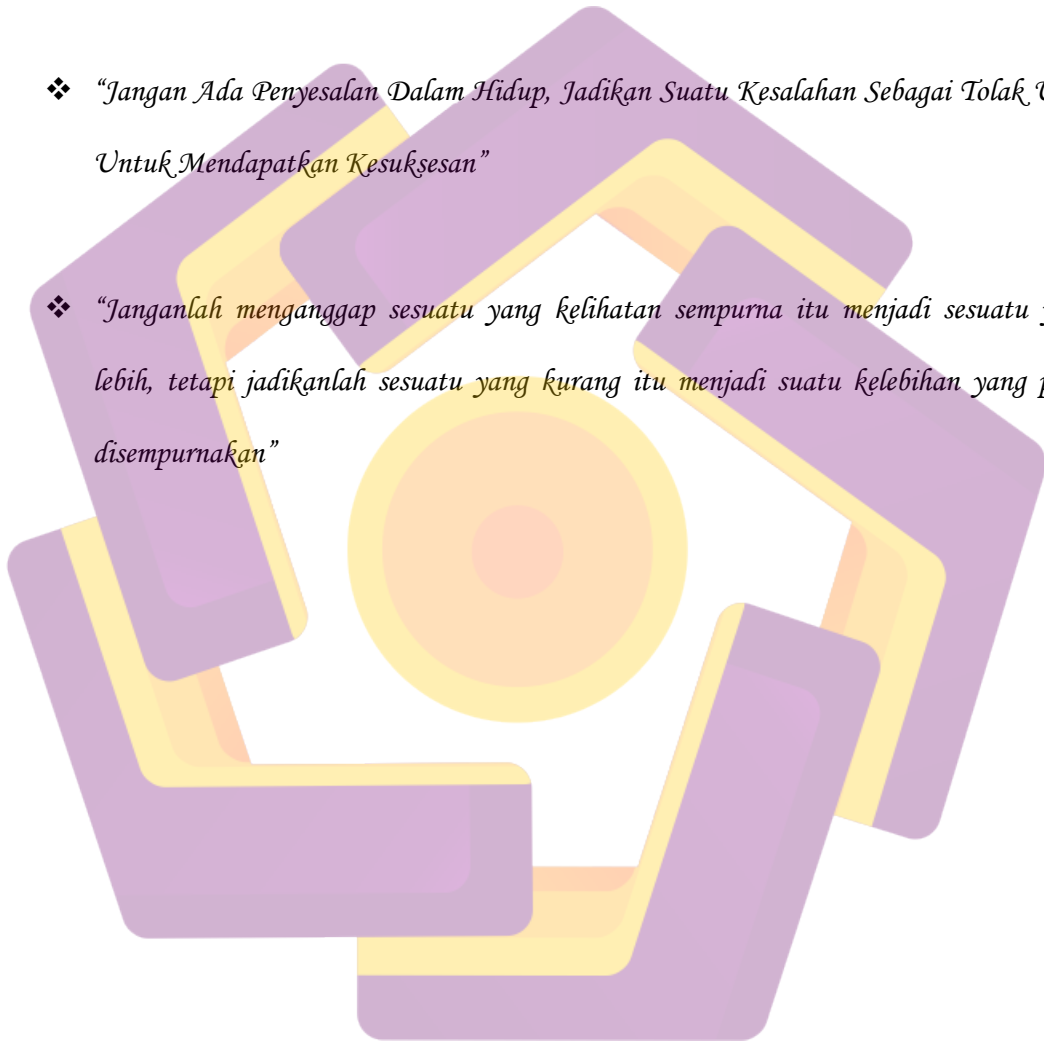 ❖ “Jangan Ada Penyesalan Dalam Hidup, Jadikan Suatu Kesalahan Sebagai Tolak
Untuk Mendapatkan Kesuksesan”
❖ “Janganlah menganggap sesuatu yang kelihatan sempurna itu menjadi sesuatu
lebih, tetapi jadikanlah sesuatu yang kurang itu menjadi suatu kelebihan yang
disempurnakan”